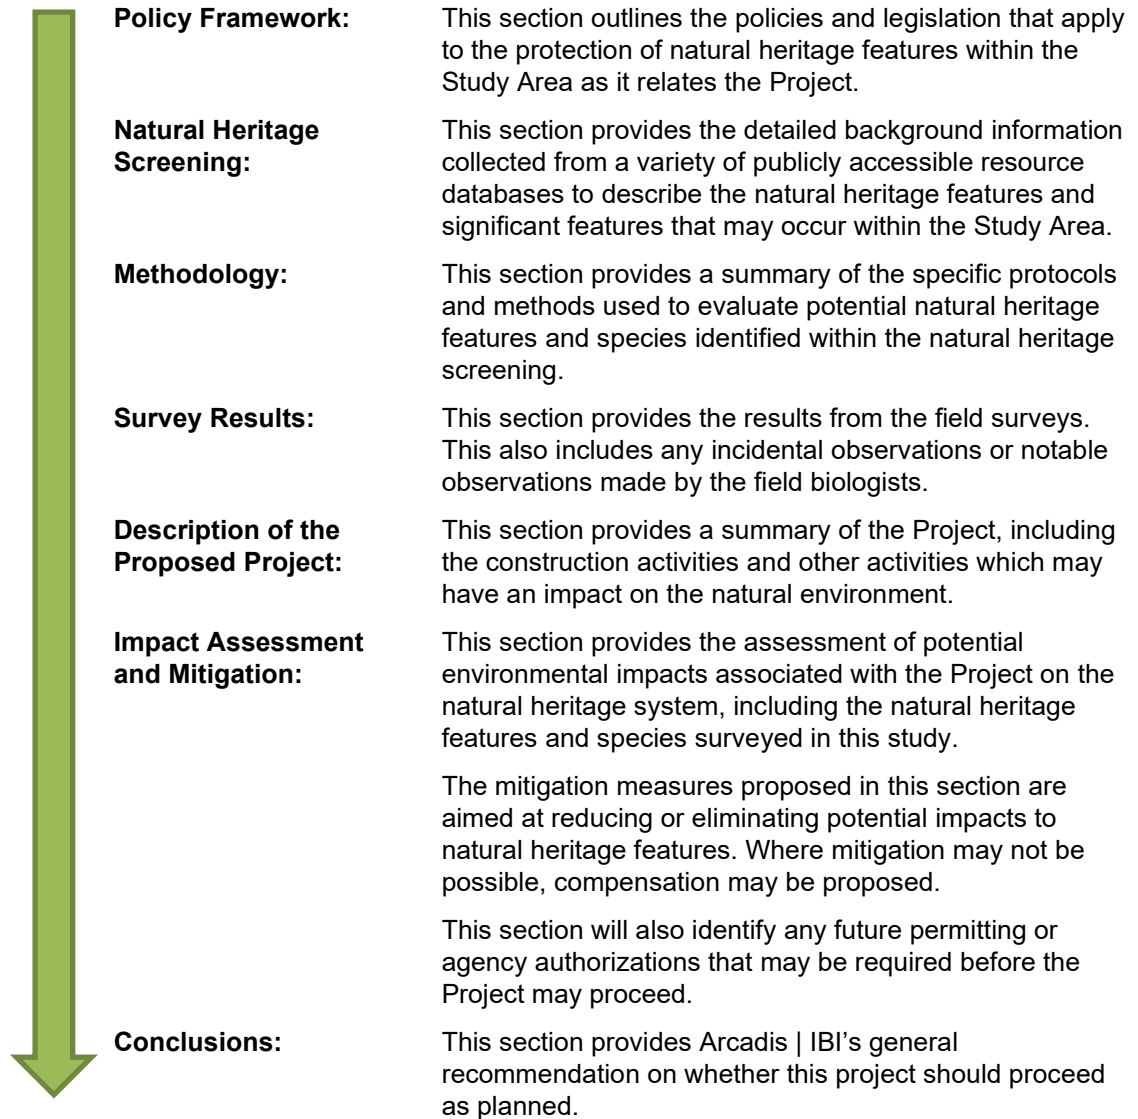 Policy Framework:
This section outlines the policies and legislation that apply
to the protection of natural heritage features within the
Study Area as it relates the Project.
Natural Heritage
Screening:
This section provides the detailed background information
collected from a variety of publicly accessible resource
databases to describe the natural heritage features and
significant features that may occur within the Study Area.
Methodology:
This section provides a summary of the specific protocols
and methods used to evaluate potential natural heritage
features and species identified within the natural heritage
screening.
Survey Results:
This section provides the results from the field surveys.
This also includes any incidental observations or notable
observations made by the field biologists.
Description of the
Proposed Project:
This section provides a summary of the Project, including
the construction activities and other activities which may
have an impact on the natural environment.
Impact Assessment
and Mitigation:
This section provides the assessment of potential
environmental impacts associated with the Project on the
natural heritage system, including the natural heritage
features and species surveyed in this study.
The mitigation measures proposed in this section are
aimed at reducing or eliminating potential impacts to
natural heritage features. Where mitigation may not be
possible, compensation may be proposed.
This section will also identify any future permitting or
agency authorizations that may be required before the
Project may proceed.
Conclusions:
This section provides Arcadis | IBI's general
recommendation on whether this project should proceed
as planned.